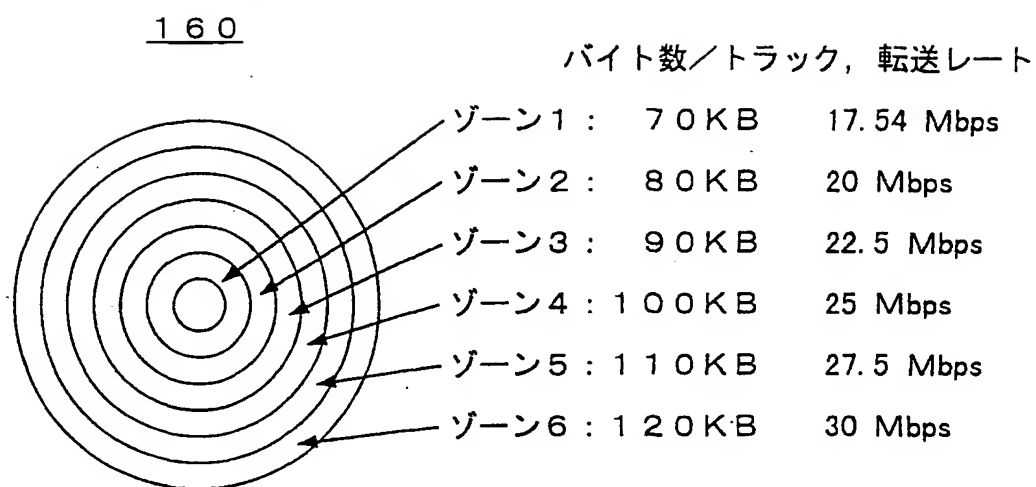 １６０
バイト数／トラック，転送レート
ゾーン１： ７０ＫＢ 17.54 Mbps
ゾーン２： ８０ＫＢ 20 Mbps
ゾーン３： ９０ＫＢ 22.5 Mbps
ゾーン４：１００ＫＢ 25 Mbps
ゾーン５：１１０ＫＢ 27.5 Mbps
ゾーン６：１２０ＫＢ 30 Mbps